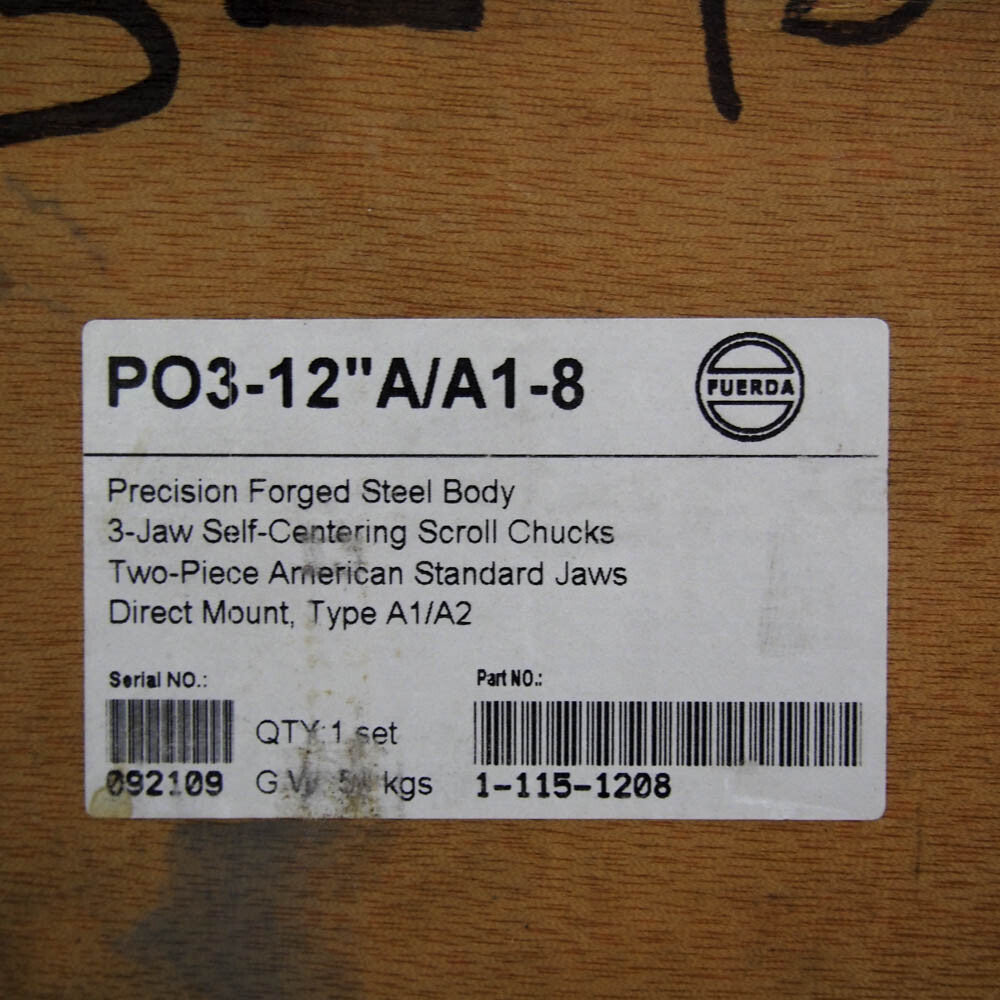 PO3-12"A/A1-8
FUERDA
Precision Forged Steel Body
3-Jaw Self-Centering Scroll Chucks
Two-Piece American Standard Jaws
Direct Mount, Type A1/A2
Serial NO.:
Part NO.:
QTY:1 set
092109 G.W. kgs
1-115-1208